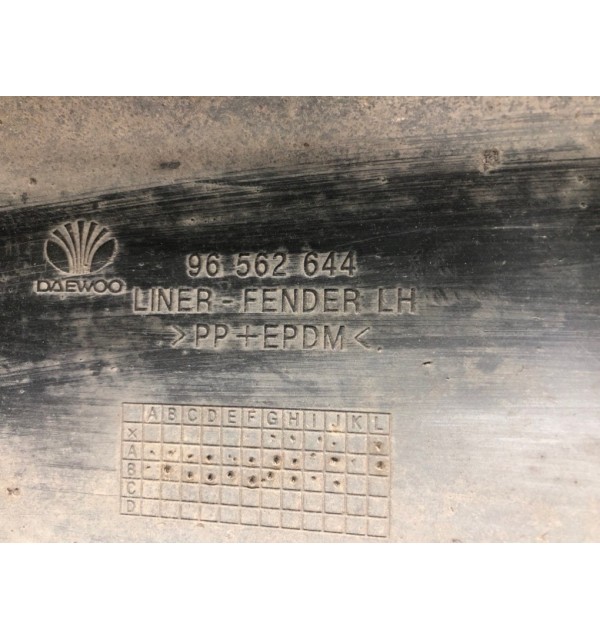 DAEWOO
96 562 644
LINER - FENDER LH
>PP+EPDM<
A B C D E F G H I J K L
X
A
B
C
D